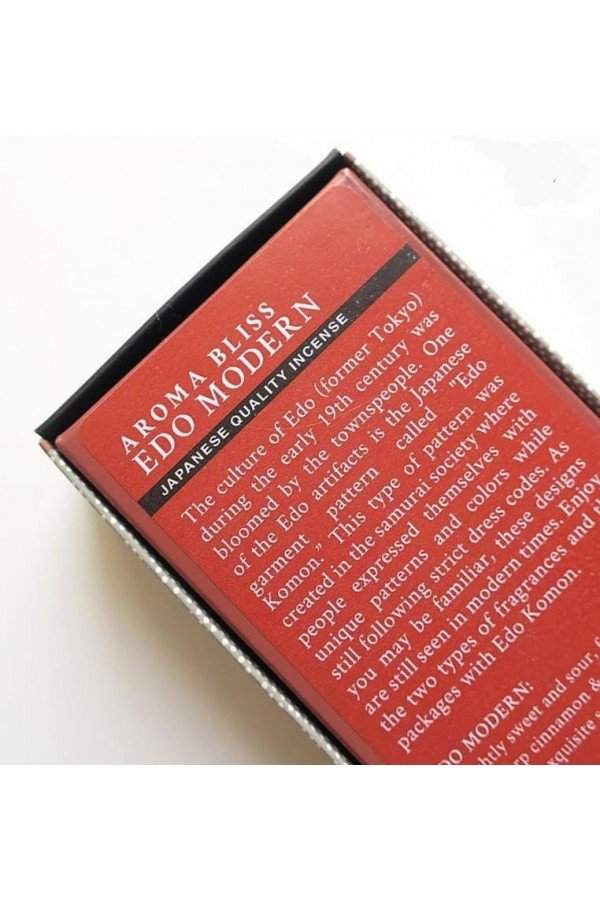 AROMA BLISS
EDO MODERN
JAPANESE QUALITY INCENSE
The culture of Edo (former Tokyo)
during the early 19th century was
bloomed by the townspeople. One
of the Edo artifacts is the Japanese
garment pattern called "Edo
Komon." This type of pattern was
created in the samurai society where
people expressed themselves with
unique patterns and colors while
still following strict dress codes. As
you may be familiar, these designs
are still seen in modern times. Enjoy
the two types of fragrances and the
packages with Edo Komon.
DO MODERN:
htly sweet and sour,
rp cinnamon &
xquisite